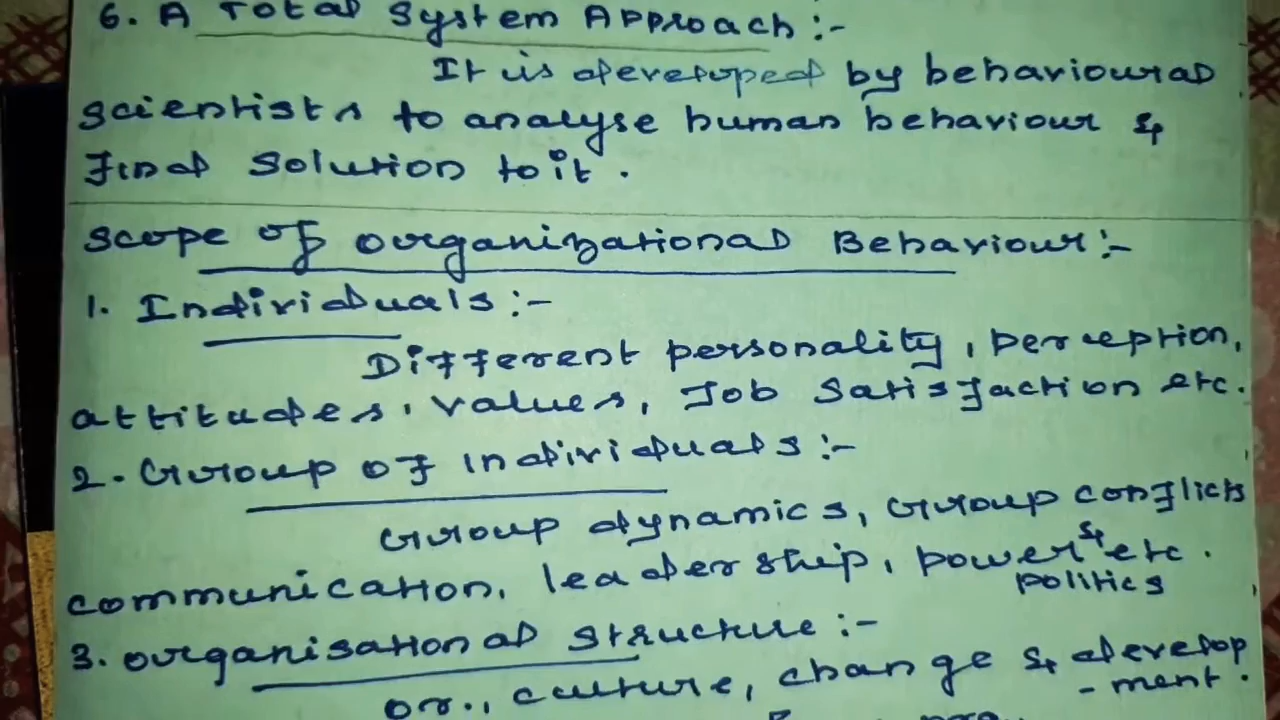 6. A Total System Approach :-
It is developed by behavioural
scientists to analyse human behaviour &
find solution to it.
Scope of Organizational Behaviour :-
1. Individuals :-
Different personality, perception,
attitudes, values, Job Satisfaction etc.
2. Group of individuals :-
Group dynamics, Group conflicts
communication, leadership, power & politics etc.
3. Organisational structure :-
or., culture, change & develop
-ment.